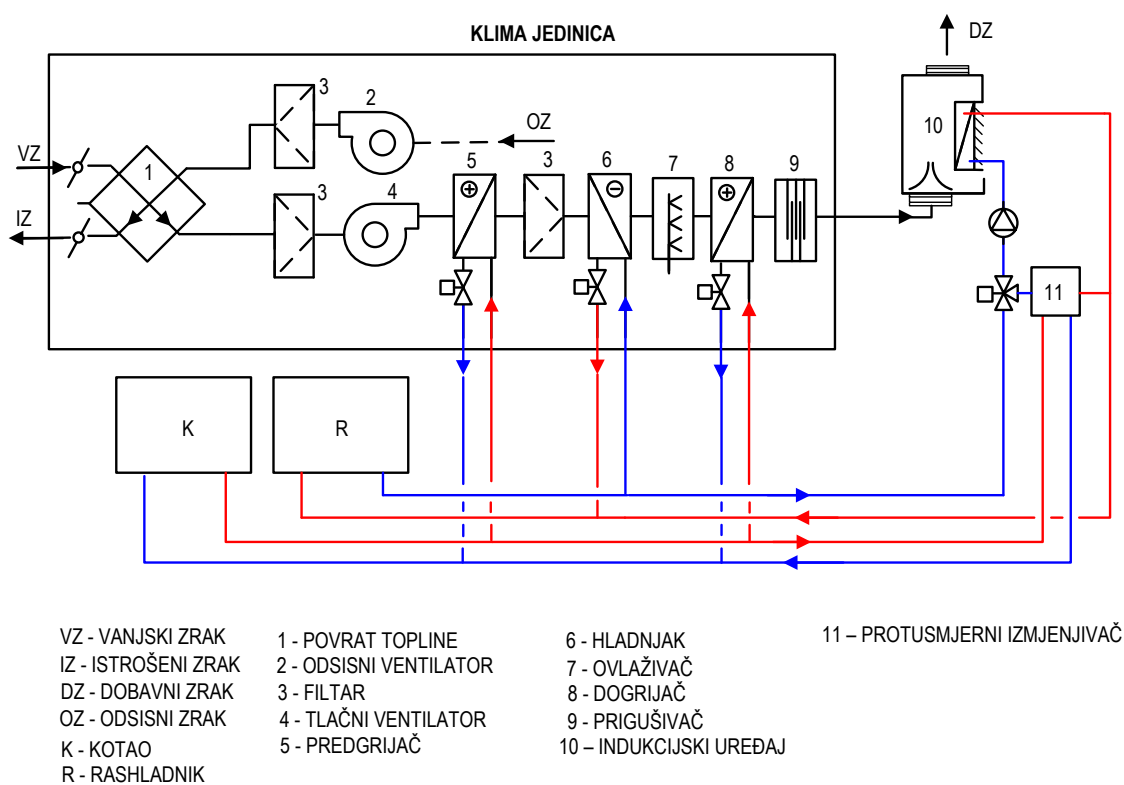 KLIMA JEDINICA
DZ
3
2
OZ
10
VZ
1
5
3
6
7
8
9
3
4
IZ
11
K
R
VZ - VANJSKI ZRAK
IZ - ISTROŠENI ZRAK
DZ - DOBAVNI ZRAK
OZ - ODSISNI ZRAK
K - KOTAO
R - RASHLADNIK
1 - POVRAT TOPLINE
2 - ODSISNI VENTILATOR
3 - FILTAR
4 - TLAČNI VENTILATOR
5 - PREDGRIJAČ
6 - HLADNJAK
7 - OVLAŽIVAČ
8 - DOGRIJAČ
9 - PRIGUŠIVAČ
10 – INDUKCIJSKI UREĐAJ
11 – PROTUSMJERNI IZMJENJIVAČ